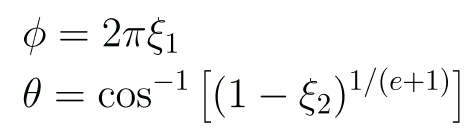 ϕ = 2πξ₁
θ = cos⁻¹ [(1 − ξ₂)^{1/(e+1)}]